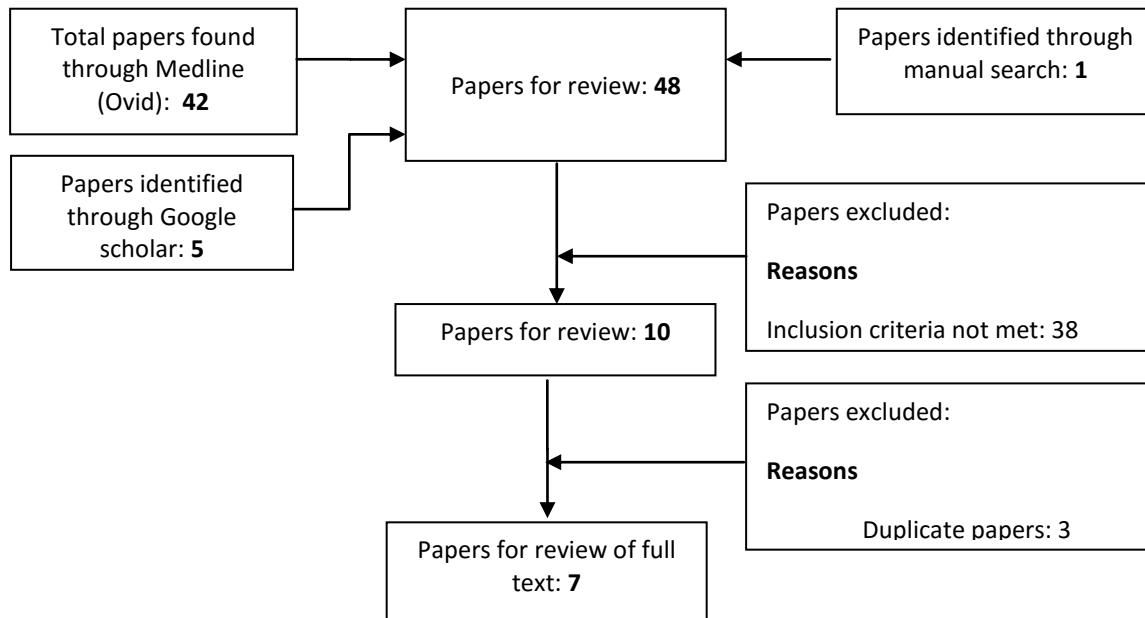 Total papers found
through Medline
(Ovid): 42
Papers for review: 48
Papers identified through
manual search: 1
Papers identified
through Google
scholar: 5
Papers excluded:
Reasons
Inclusion criteria not met: 38
Papers for review: 10
Papers excluded:
Reasons
Duplicate papers: 3
Papers for review of full
text: 7